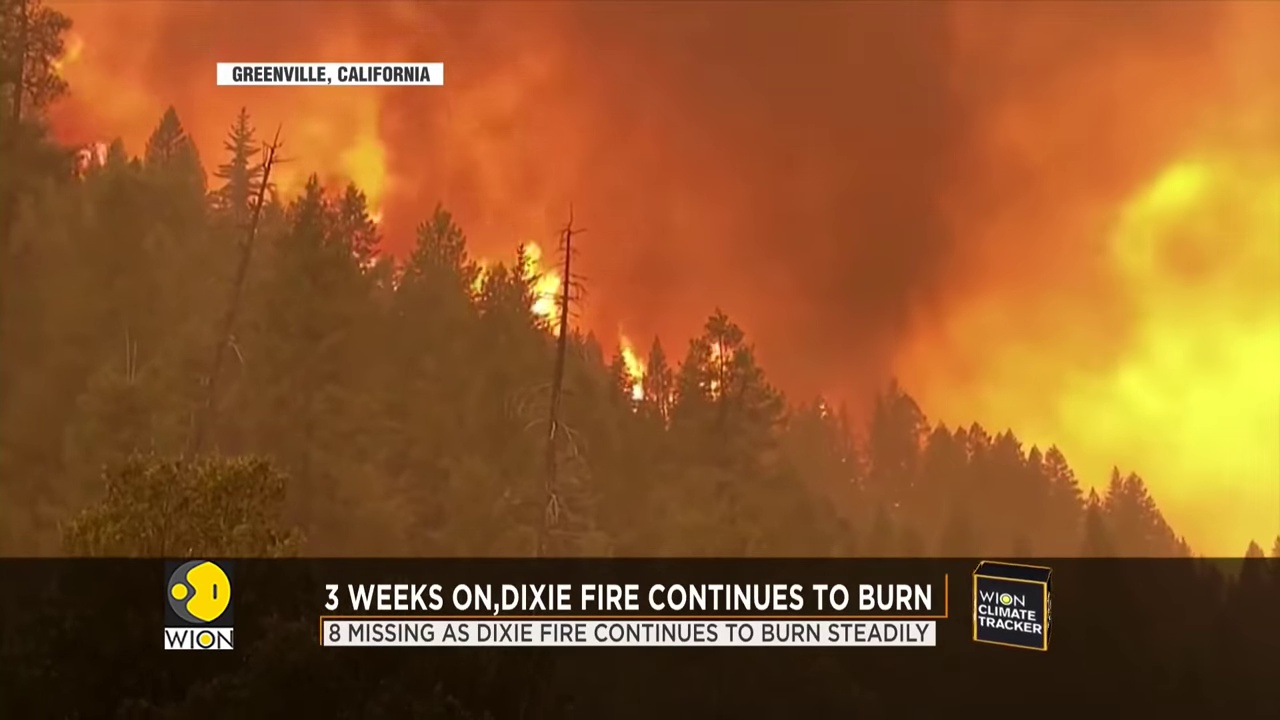 GREENVILLE, CALIFORNIA
3 WEEKS ON,DIXIE FIRE CONTINUES TO BURN
8 MISSING AS DIXIE FIRE CONTINUES TO BURN STEADILY
WION
WION
CLIMATE
TRACKER